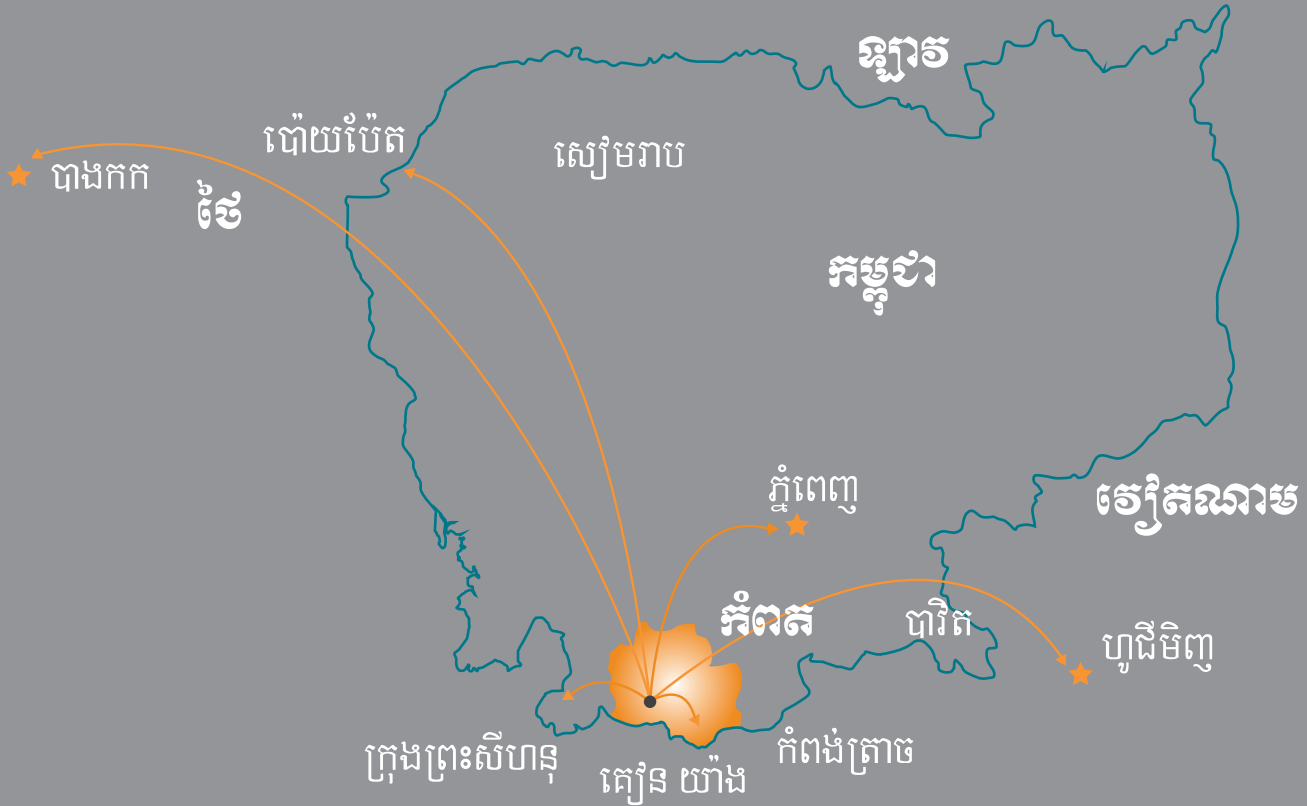 ឡាវ
ប៉ោយប៉ែត
សៀមរាប
បាងកក
ថៃ
កម្ពុជា
ភ្នំពេញ
វៀតណាម
កំពត
បាវិត
ហូជីមិញ
ក្រុងព្រះសីហនុ
កំពង់ត្រាច
គៀន យ៉ាង